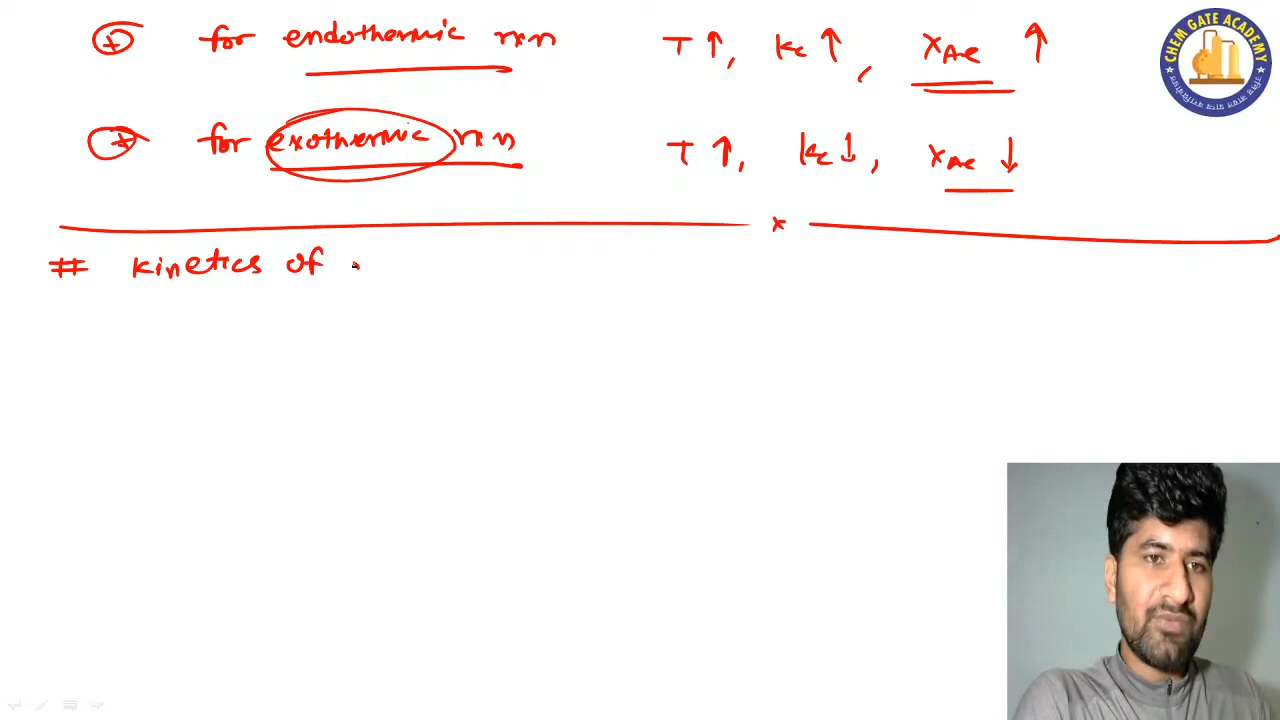 ⊕ for endothermic rxn T ↑, Kc ↑, XAe ↑
⊕ for exothermic rxn T ↑, Kc ↓, XAe ↓
x
# kinetics of
CHEM GATE ACADEMY